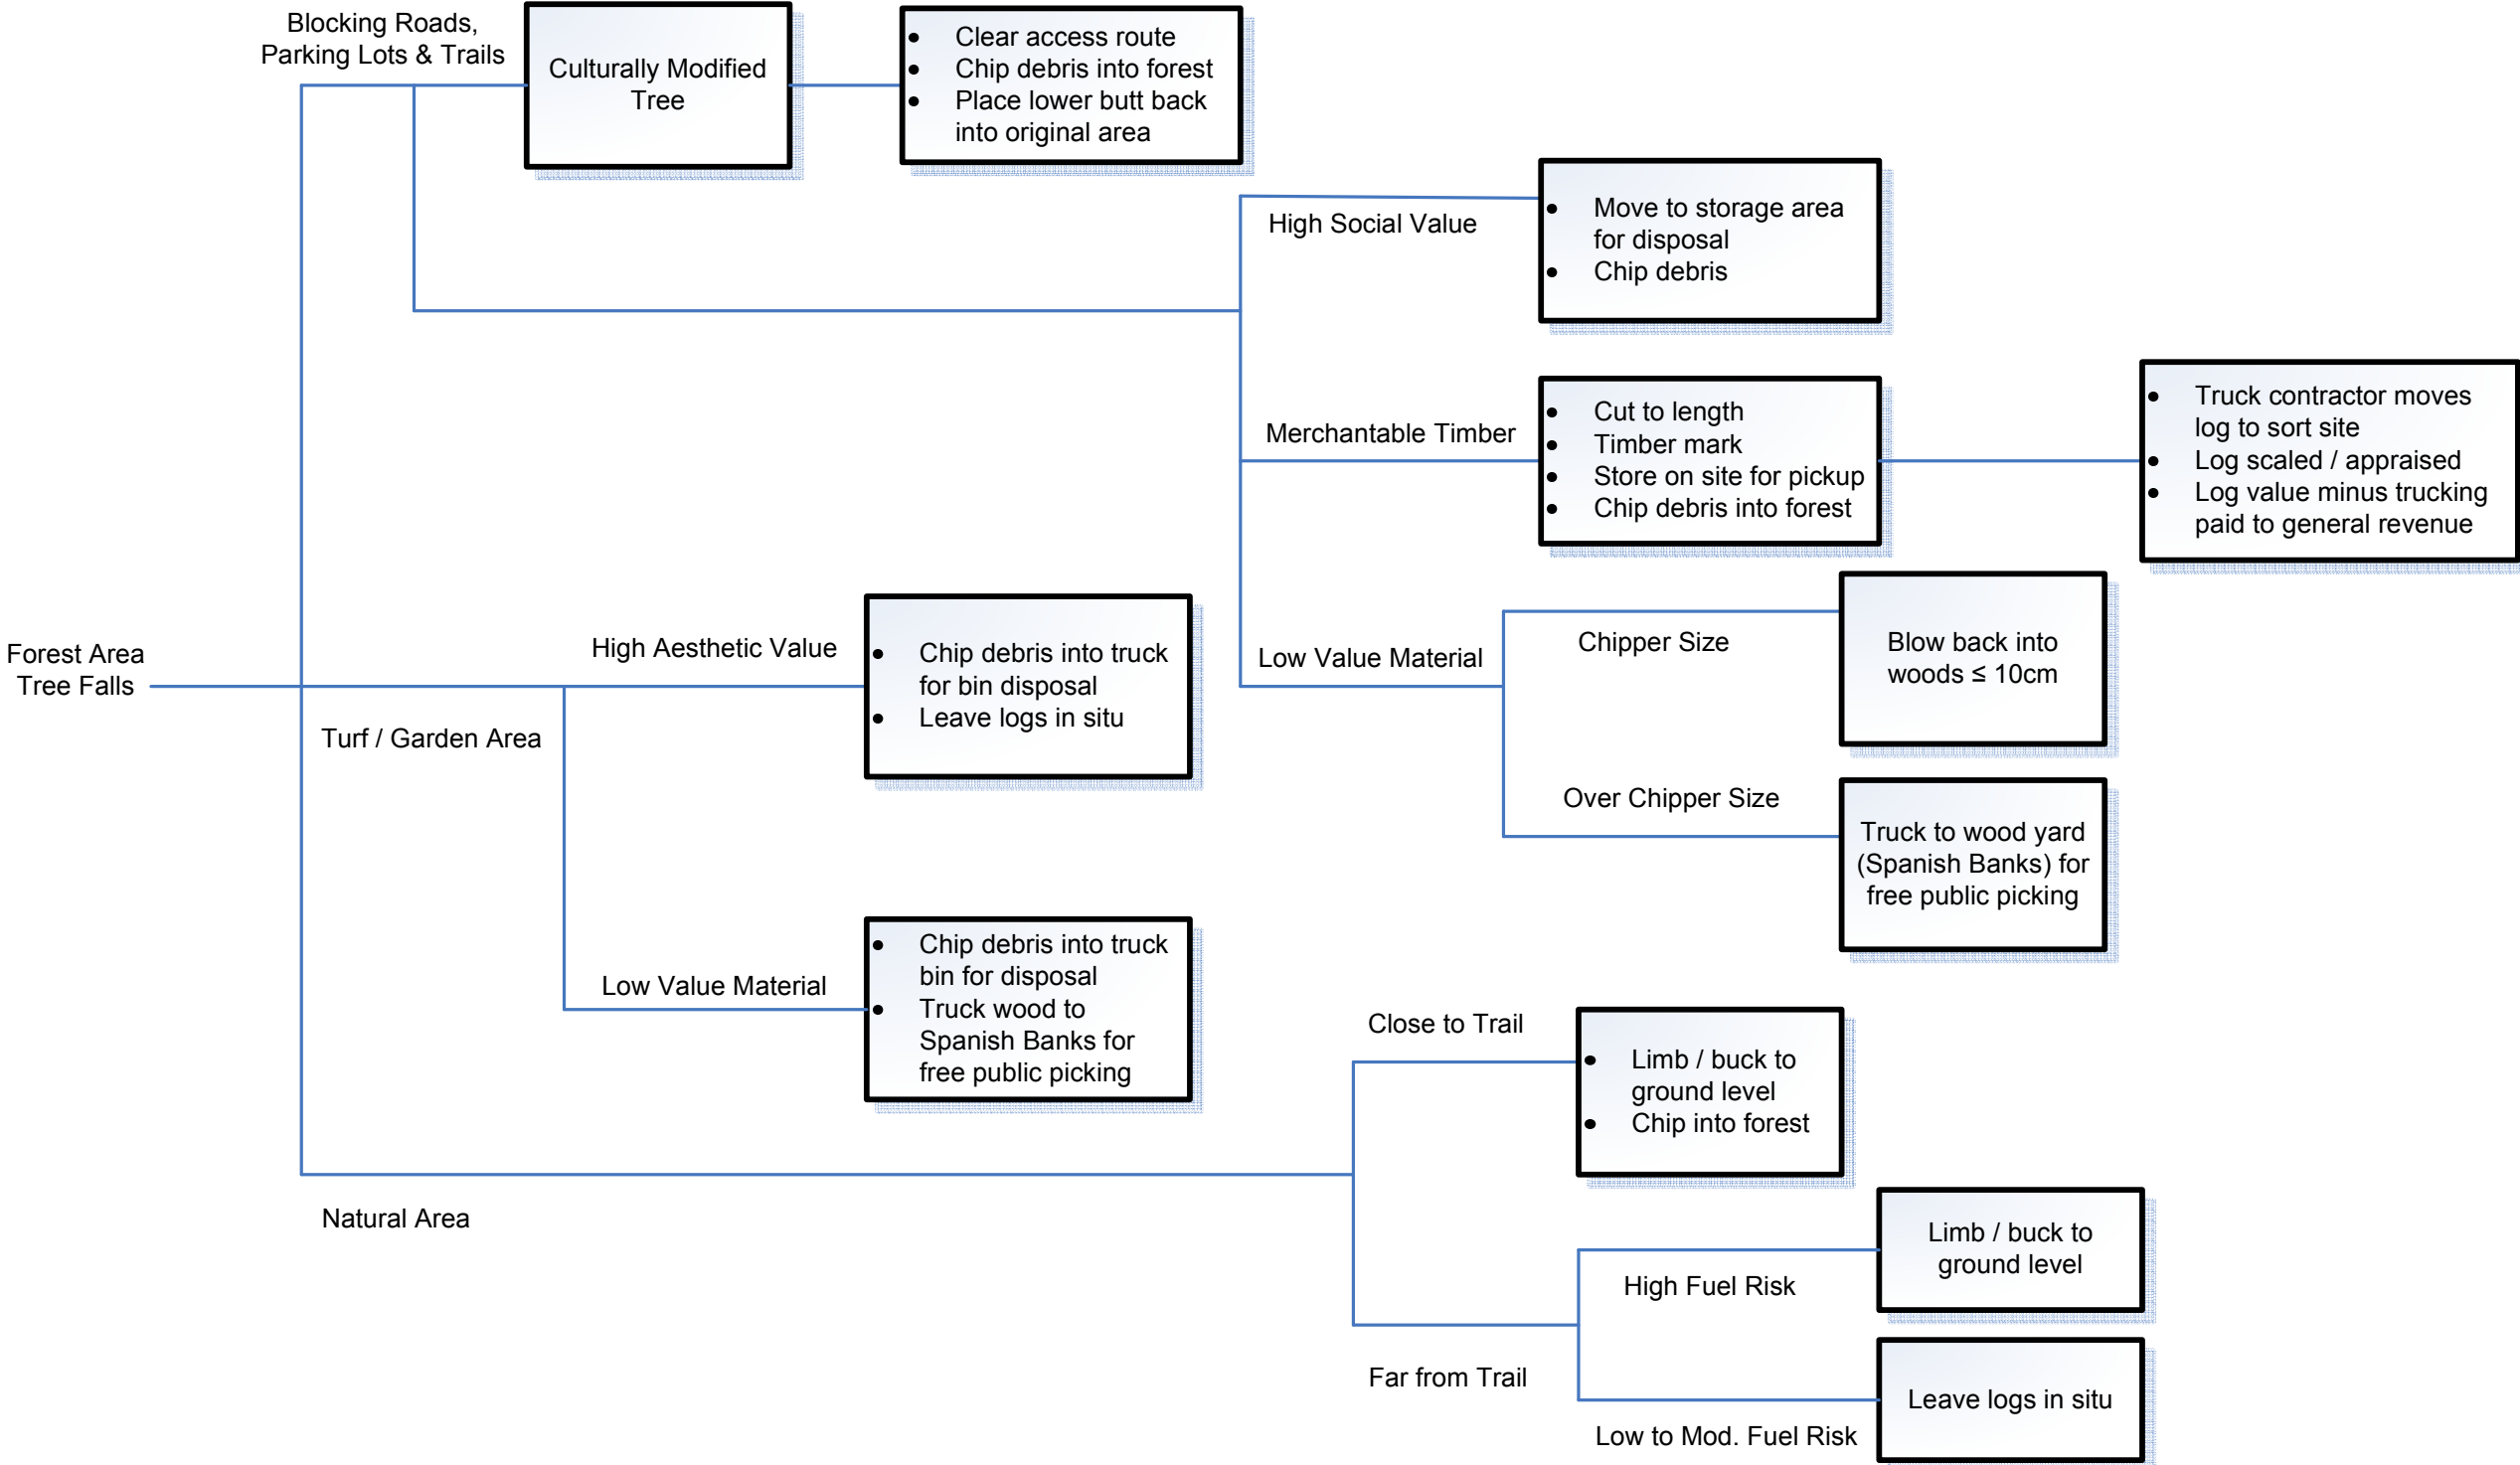 Blocking Roads,
Parking Lots & Trails
Culturally Modified
Tree
• Clear access route
• Chip debris into forest
• Place lower butt back
into original area
High Social Value
• Move to storage area
for disposal
• Chip debris
Merchantable Timber
• Cut to length
• Timber mark
• Store on site for pickup
• Chip debris into forest
• Truck contractor moves
log to sort site
• Log scaled / appraised
• Log value minus trucking
paid to general revenue
Low Value Material
Chipper Size
Blow back into
woods ≤ 10cm
Over Chipper Size
Truck to wood yard
(Spanish Banks) for
free public picking
Forest Area
Tree Falls
Turf / Garden Area
High Aesthetic Value
• Chip debris into truck
for bin disposal
• Leave logs in situ
Low Value Material
• Chip debris into truck
bin for disposal
• Truck wood to
Spanish Banks for
free public picking
Natural Area
Close to Trail
• Limb / buck to
ground level
• Chip into forest
Far from Trail
High Fuel Risk
Limb / buck to
ground level
Low to Mod. Fuel Risk
Leave logs in situ